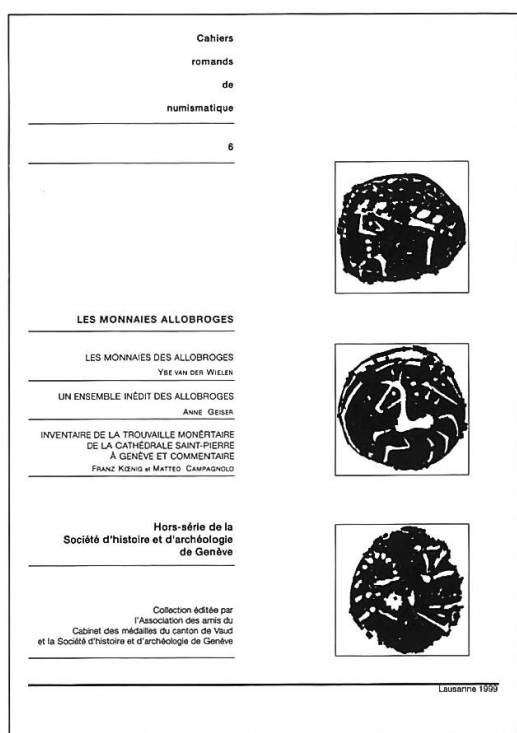 Cahiers
romands
de
numismatique
6
LES MONNAIES ALLOBROGES
LES MONNAIES DES ALLOBROGES
YBE VAN DER WIELEN
UN ENSEMBLE INÉDIT DES ALLOBROGES
ANNE GEISER
INVENTAIRE DE LA TROUVAILLE MONÉRTAIRE
DE LA CATHÉDRALE SAINT-PIERRE
À GENÈVE ET COMMENTAIRE
FRANZ KŒNIG et MATTEO CAMPAGNOLO
Hors-série de la
Société d'histoire et d'archéologie
de Genève
Collection éditée par
l'Association des amis du
Cabinet des médailles du canton de Vaud
et la Société d'histoire et d'archéologie de Genève
Lausanne 1999